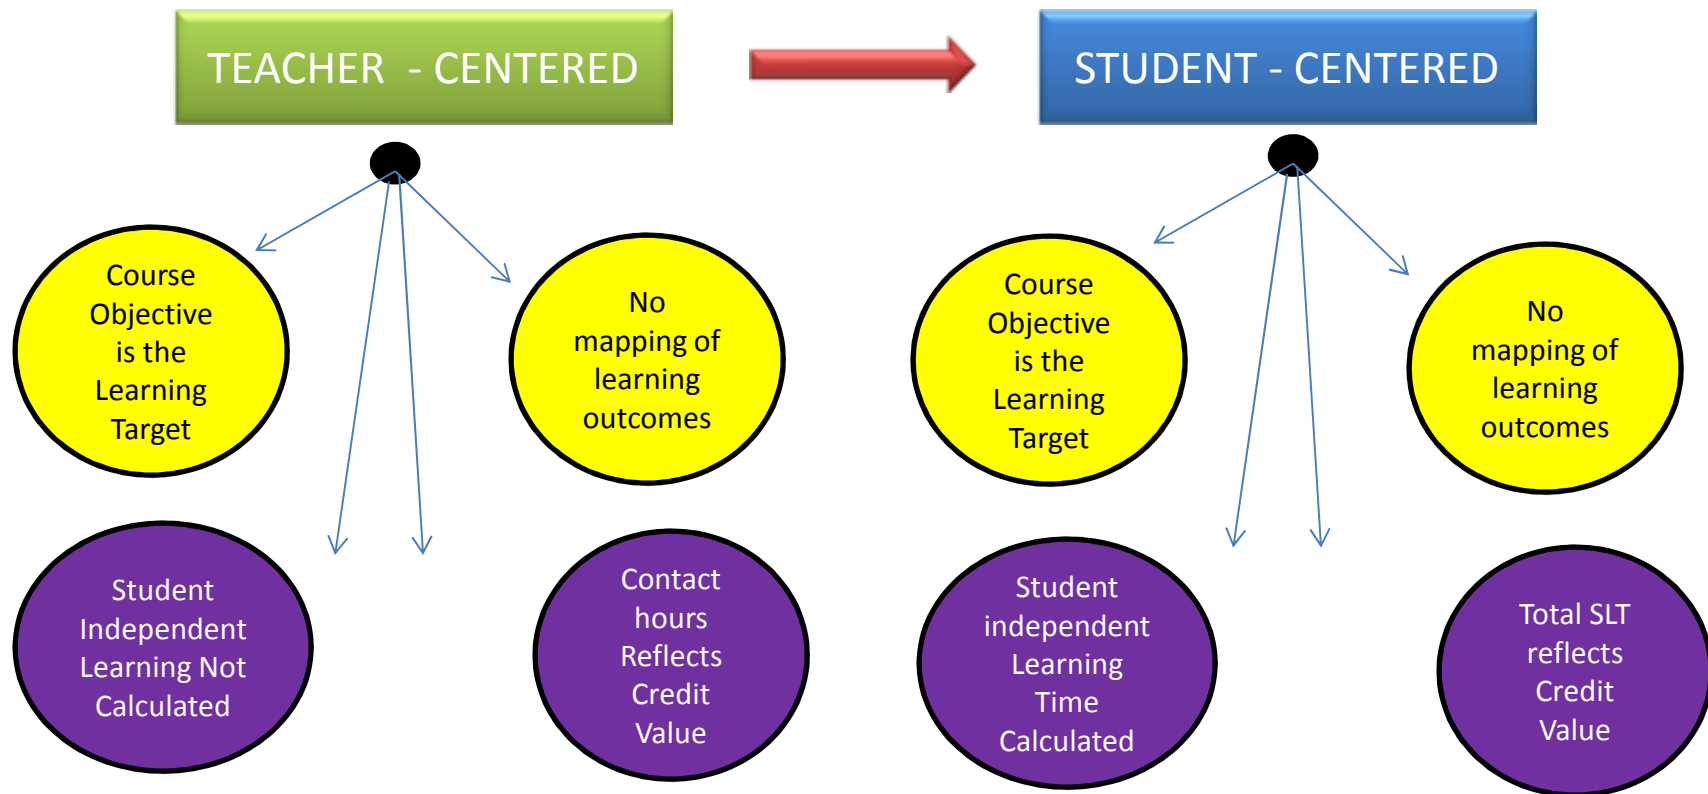 TEACHER - CENTERED
STUDENT - CENTERED
Course
Objective
is the
Learning
Target
No
mapping of
learning
outcomes
Course
Objective
is the
Learning
Target
No
mapping of
learning
outcomes
Student
Independent
Learning Not
Calculated
Contact
hours
Reflects
Credit
Value
Student
independent
Learning
Time
Calculated
Total SLT
reflects
Credit
Value